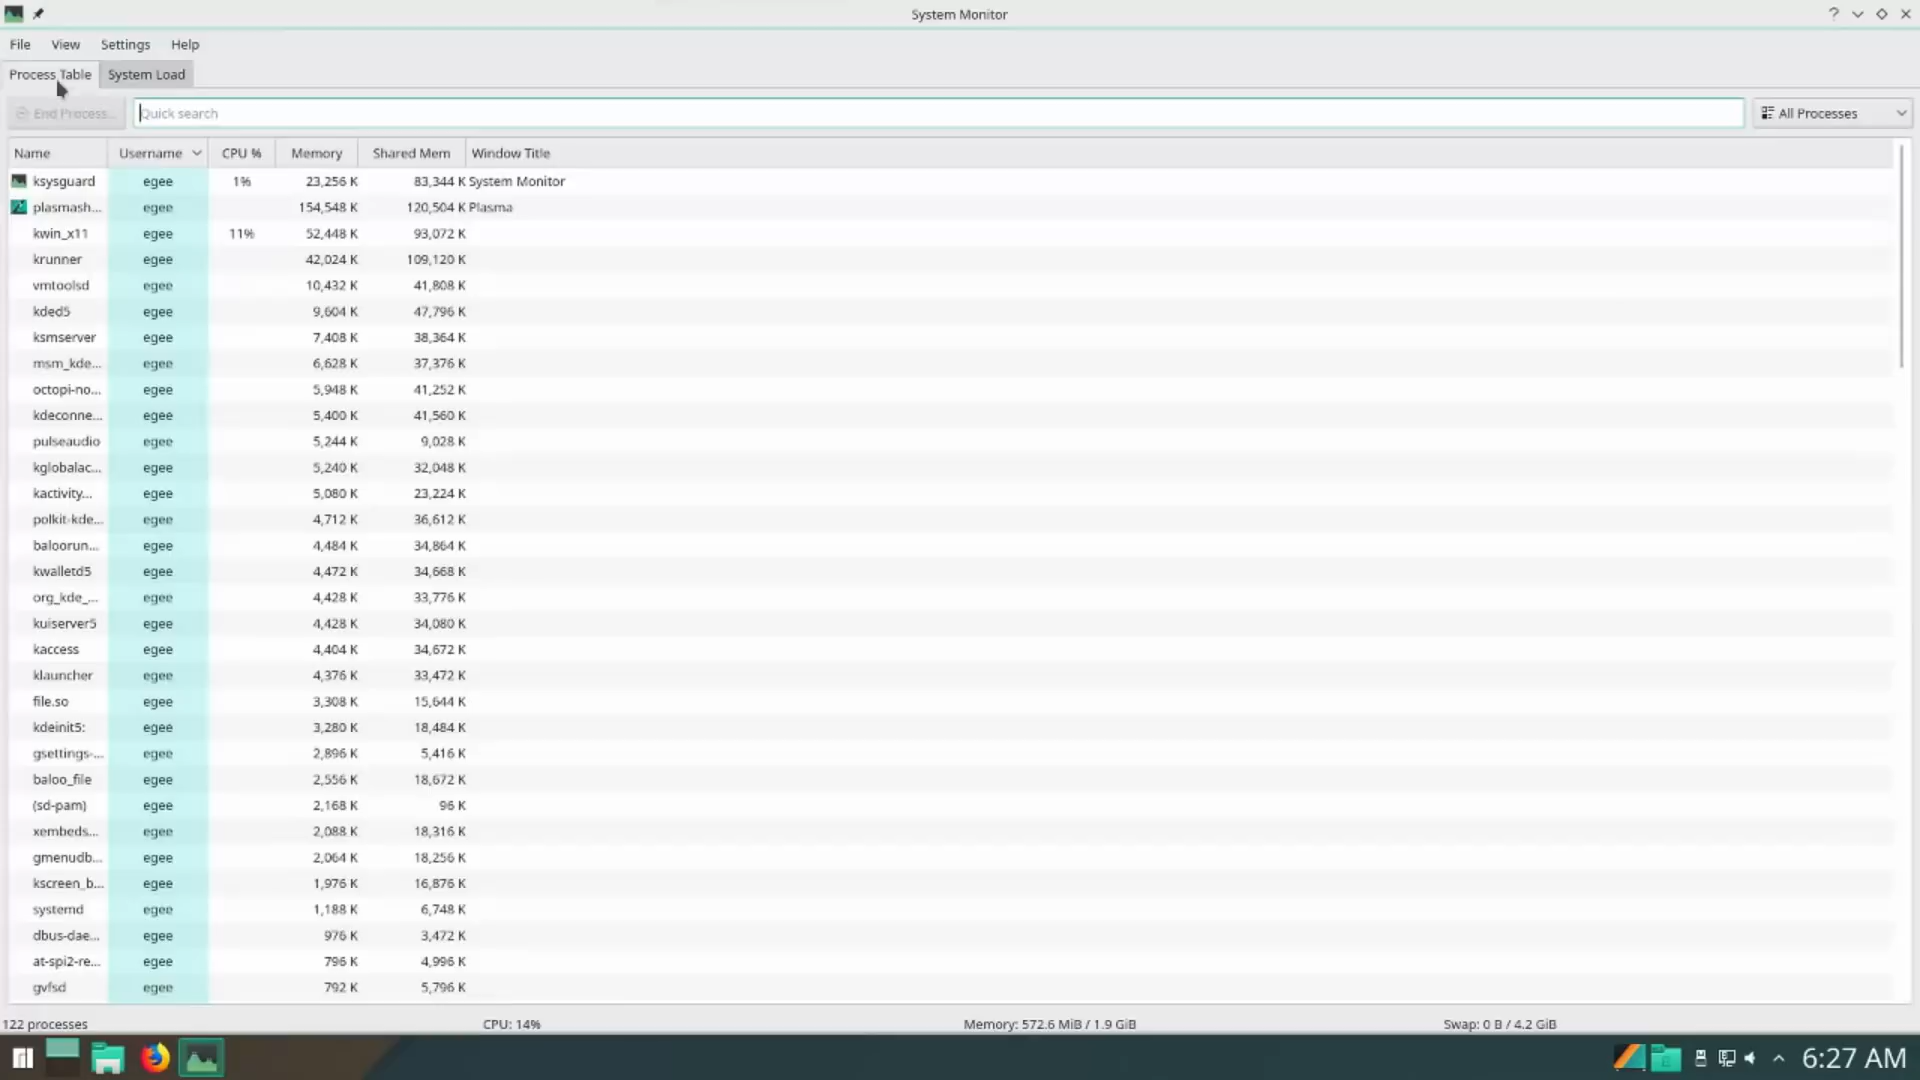 System Monitor
File View Settings Help
Process Table System Load
End Process... Quick search All Processes
Name Username CPU % Memory Shared Mem Window Title
ksysguard egee 1% 23,256 K 83,344 K System Monitor
plasmash... egee 154,548 K 120,504 K Plasma
kwin_x11 egee 11% 52,448 K 93,072 K
krunner egee 42,024 K 109,120 K
vmtoolsd egee 10,432 K 41,808 K
kded5 egee 9,604 K 47,796 K
ksmserver egee 7,408 K 38,364 K
msm_kde... egee 6,628 K 37,376 K
octopi-no... egee 5,948 K 41,252 K
kdeconne... egee 5,400 K 41,560 K
pulseaudio egee 5,244 K 9,028 K
kglobalac... egee 5,240 K 32,048 K
kactivity... egee 5,080 K 23,224 K
polkit-kde... egee 4,712 K 36,612 K
baloorun... egee 4,484 K 34,864 K
kwalletd5 egee 4,472 K 34,668 K
org_kde_... egee 4,428 K 33,776 K
kuiserver5 egee 4,428 K 34,080 K
kaccess egee 4,404 K 34,672 K
klauncher egee 4,376 K 33,472 K
file.so egee 3,308 K 15,644 K
kdeinit5: egee 3,280 K 18,484 K
gsettings-... egee 2,896 K 5,416 K
baloo_file egee 2,556 K 18,672 K
(sd-pam) egee 2,168 K 96 K
xembeds... egee 2,088 K 18,316 K
gmenudb... egee 2,064 K 18,256 K
kscreen_b... egee 1,976 K 16,876 K
systemd egee 1,188 K 6,748 K
dbus-dae... egee 976 K 3,472 K
at-spi2-re... egee 796 K 4,996 K
gvfsd egee 792 K 5,796 K
122 processes CPU: 14% Memory: 572.6 MiB / 1.9 GiB Swap: 0 B / 4.2 GiB
6:27 AM